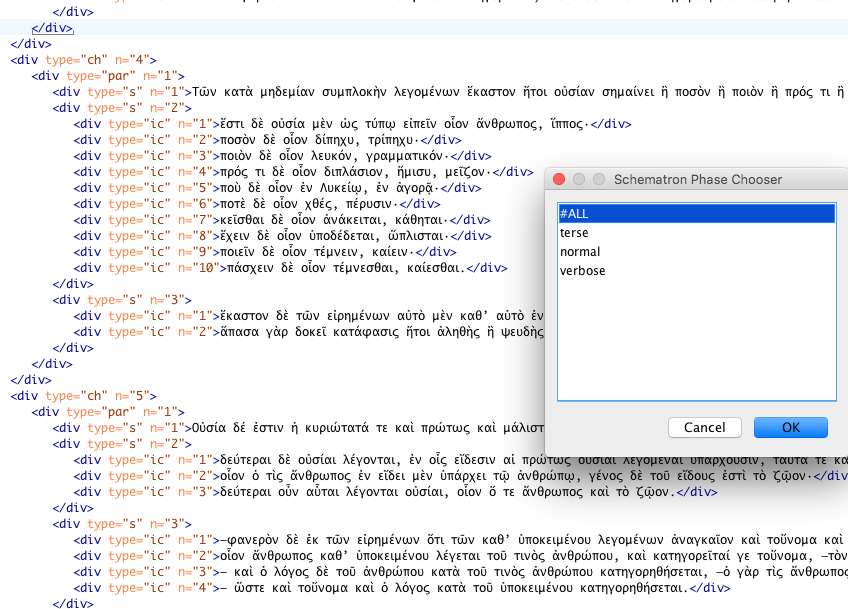 </div>
</div>
</div>
<div type="ch" n="4">
<div type="par" n="1">
<div type="s" n="1">Τῶν κατὰ μηδεμίαν συμπλοκὴν λεγομένων ἕκαστον ἤτοι οὐσίαν σημαίνει ἢ ποσὸν ἢ ποιὸν ἢ πρός τι ἢ
<div type="s" n="2">
<div type="ic" n="1">ἔστι δὲ οὐσία μὲν ὡς τύπῳ εἰπεῖν οἷον ἄνθρωπος, ἵππος·</div>
<div type="ic" n="2">ποσὸν δὲ οἷον δίπηχυ, τρίπηχυ·</div>
<div type="ic" n="3">ποιὸν δὲ οἷον λευκόν, γραμματικόν·</div>
<div type="ic" n="4">πρός τι δὲ οἷον διπλάσιον, ἥμισυ, μεῖζον·</div>
<div type="ic" n="5">ποὺ δὲ οἷον ἐν Λυκείῳ, ἐν ἀγορᾷ·</div>
<div type="ic" n="6">ποτὲ δὲ οἷον χθές, πέρυσιν·</div>
<div type="ic" n="7">κεῖσθαι δὲ οἷον ἀνάκειται, κάθηται·</div>
<div type="ic" n="8">ἔχειν δὲ οἷον ὑποδέδεται, ὥπλισται·</div>
<div type="ic" n="9">ποιεῖν δὲ οἷον τέμνειν, καίειν·</div>
<div type="ic" n="10">πάσχειν δὲ οἷον τέμνεσθαι, καίεσθαι.</div>
</div>
<div type="s" n="3">
<div type="ic" n="1">ἕκαστον δὲ τῶν εἰρημένων αὐτὸ μὲν καθ’ αὑτὸ ἐν
<div type="ic" n="2">ἅπασα γὰρ δοκεῖ κατάφασις ἤτοι ἀληθὴς ἢ ψευδὴς
</div>
</div>
</div>
<div type="ch" n="5">
<div type="par" n="1">
<div type="s" n="1">Οὐσία δέ ἐστιν ἡ κυριώτατά τε καὶ πρώτως καὶ μάλιστ
<div type="s" n="2">
<div type="ic" n="1">δεύτεραι δὲ οὐσίαι λέγονται, ἐν οἷς εἴδεσιν αἱ πρώτως οὐσίαι λεγόμεναι ὑπάρχουσιν, ταῦτά τε κα
<div type="ic" n="2">οἷον ὁ τὶς ἄνθρωπος ἐν εἴδει μὲν ὑπάρχει τῷ ἀνθρώπῳ, γένος δὲ τοῦ εἴδους ἐστὶ τὸ ζῷον·</div
<div type="ic" n="3">δεύτεραι οὖν αὗται λέγονται οὐσίαι, οἷον ὅ τε ἄνθρωπος καὶ τὸ ζῷον.</div>
</div>
<div type="s" n="3">
<div type="ic" n="1">–φανερὸν δὲ ἐκ τῶν εἰρημένων ὅτι τῶν καθ’ ὑποκειμένου λεγομένων ἀναγκαῖον καὶ τοὔνομα καὶ
<div type="ic" n="2">οἷον ἄνθρωπος καθ’ ὑποκειμένου λέγεται τοῦ τινὸς ἀνθρώπου, καὶ κατηγορεῖταί γε τοὔνομα, –τὸν
<div type="ic" n="3">– καὶ ὁ λόγος δὲ τοῦ ἀνθρώπου κατὰ τοῦ τινὸς ἀνθρώπου κατηγορηθήσεται, –ὁ γὰρ τὶς ἄνθρωπος
<div type="ic" n="4">– ὥστε καὶ τοὔνομα καὶ ὁ λόγος κατὰ τοῦ ὑποκειμένου κατηγορηθήσεται.</div>
</div>
Schematron Phase Chooser
#ALL
terse
normal
verbose
Cancel
OK